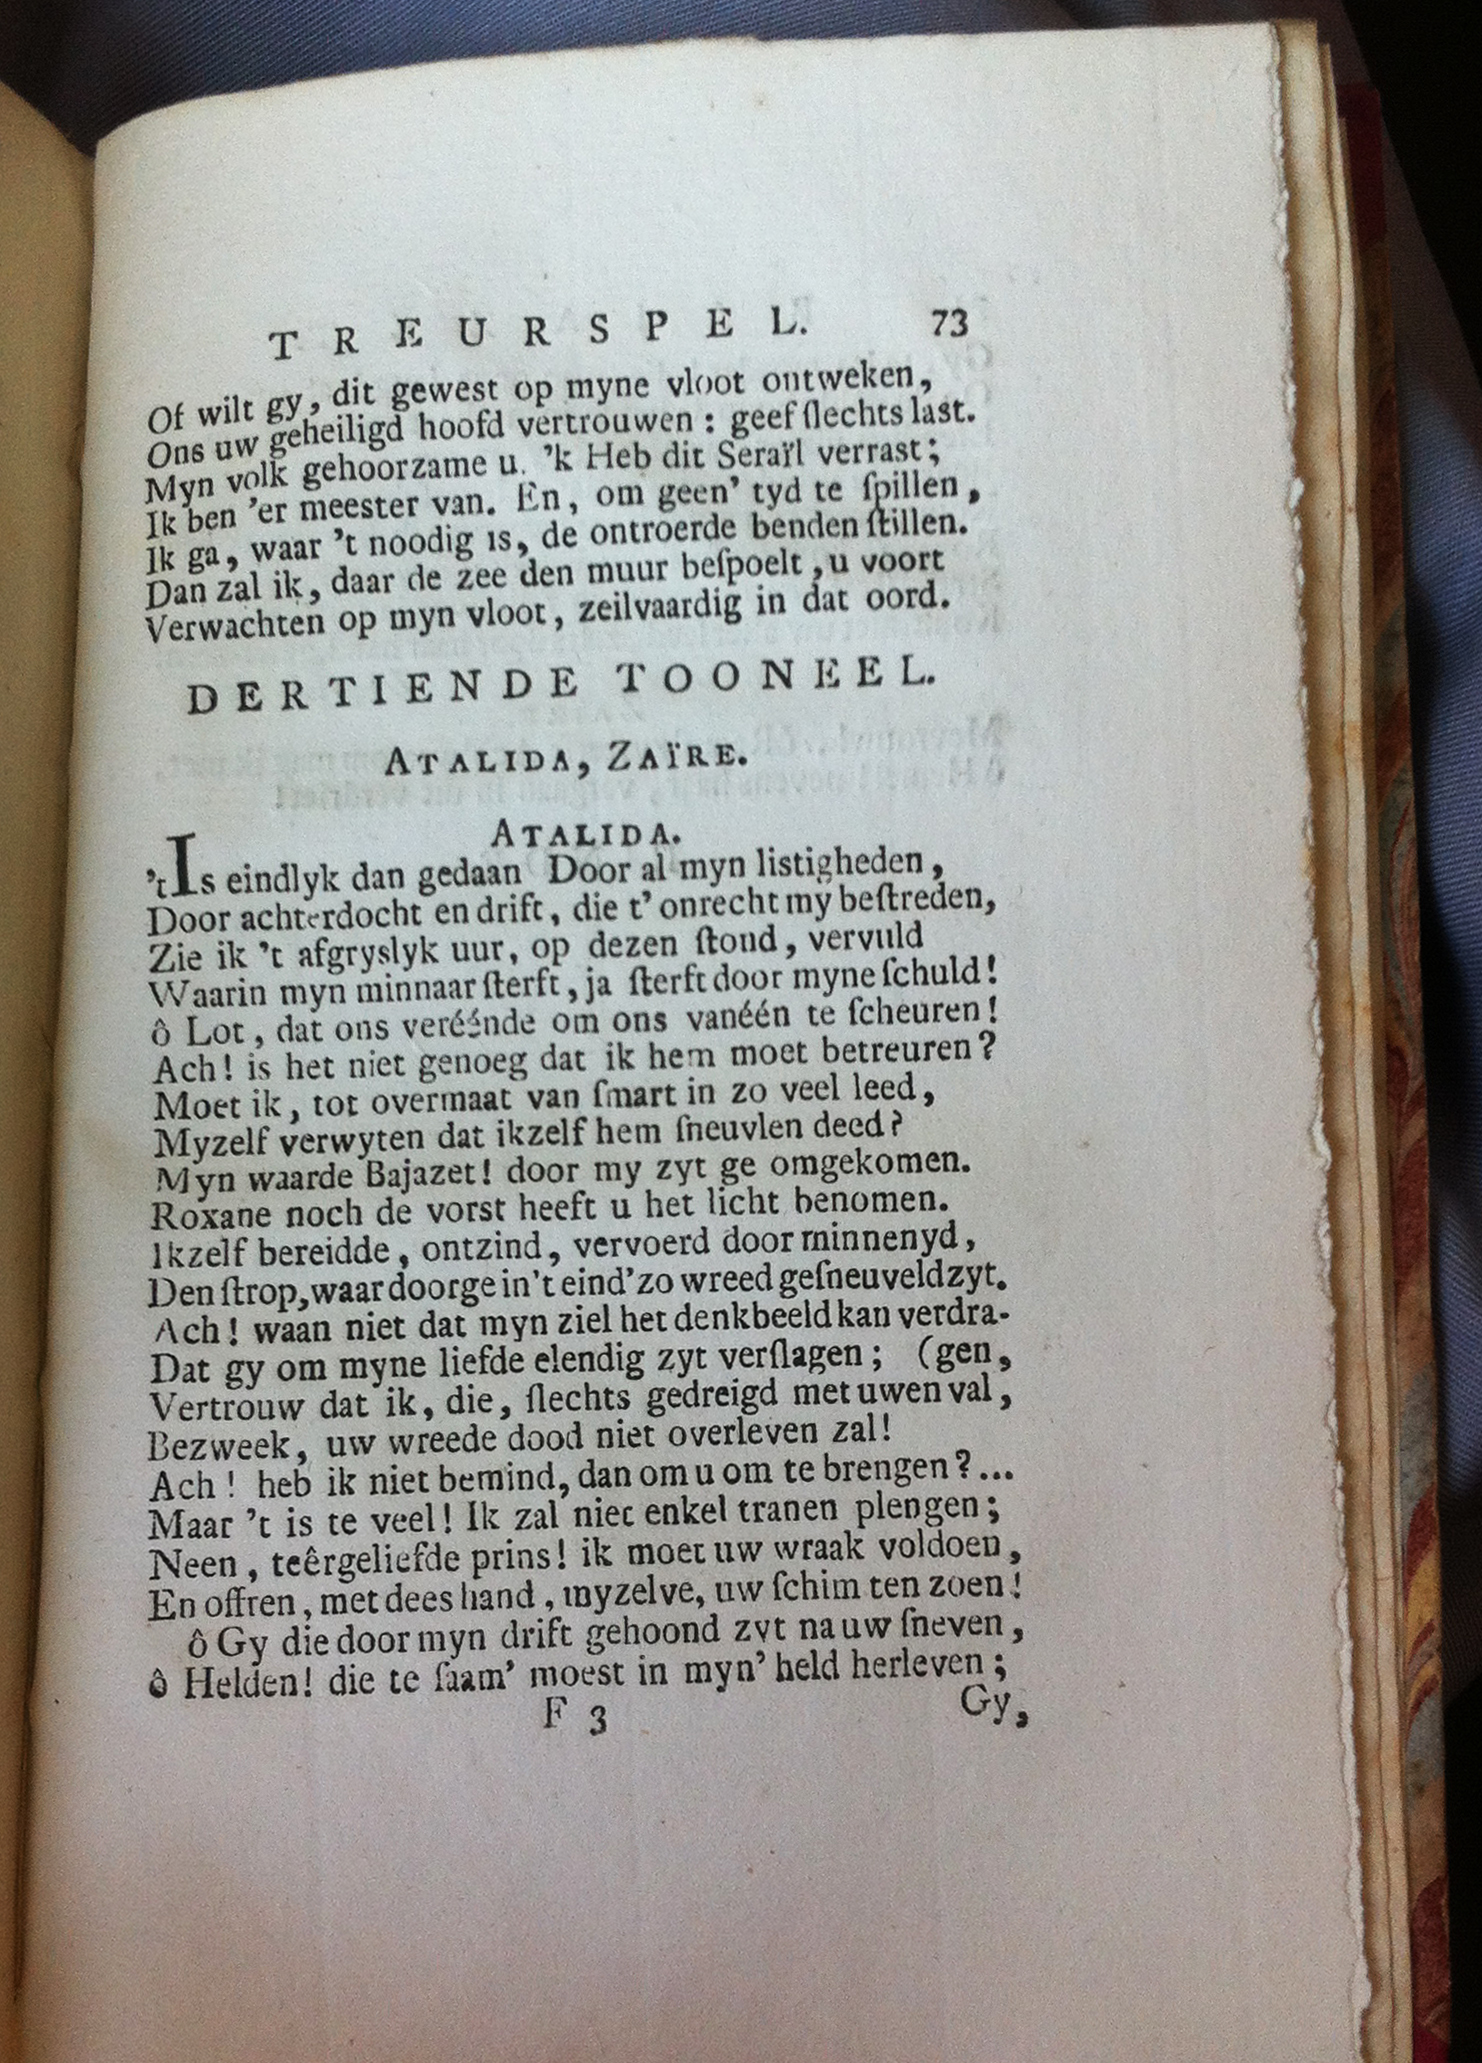 TREURSPEL. 73
Of wilt gy, dit gewest op myne vloot ontweken,
Ons uw geheiligd hoofd vertrouwen: geef ſlechts last.
Myn volk gehoorzame u. 'k Heb dit Seraïl verrast;
Ik ben 'er meester van. En, om geen' tyd te ſpillen,
Ik ga, waar 't noodig is, de ontroerde benden ſtillen.
Dan zal ik, daar de zee den muur beſpoelt, u voort
Verwachten op myn vloot, zeilvaardig in dat oord.
DERTIENDE TOONEEL.
ATALIDA, ZAÏRE.
ATALIDA.
't Is eindlyk dan gedaan Door al myn listigheden,
Door achterdocht en drift, die t' onrecht my beſtreden,
Zie ik 't afgryslyk uur, op dezen ſtond, vervuld
Waarin myn minnaar ſterft, ja ſterft door myne ſchuld!
ô Lot, dat ons veréénde om ons vanéén te ſcheuren!
Ach! is het niet genoeg dat ik hem moet betreuren?
Moet ik, tot overmaat van ſmart in zo veel leed,
Myzelf verwyten dat ikzelf hem ſneuvlen deed?
Myn waarde Bajazet! door my zyt ge omgekomen.
Roxane noch de vorst heeft u het licht benomen.
Ikzelf bereidde, ontzind, vervoerd door minnenyd,
Den ſtrop, waardoor ge in 't eind' zo wreed geſneuveld zyt.
Ach! waan niet dat myn ziel het denkbeeld kan verdra-
Dat gy om myne liefde elendig zyt verſlagen; (gen,
Vertrouw dat ik, die, ſlechts gedreigd met uwen val,
Bezweek, uw wreede dood niet overleven zal!
Ach! heb ik niet bemind, dan om u om te brengen?...
Maar 't is te veel! Ik zal niet enkel tranen plengen;
Neen, teêrgeliefde prins! ik moet uw wraak voldoen,
En offren, met dees hand, myzelve, uw ſchim ten zoen!
ô Gy die door myn drift gehoond zyt na uw ſneven,
ô Helden! die te ſaam' moest in myn' held herleven;
F 3 Gy,